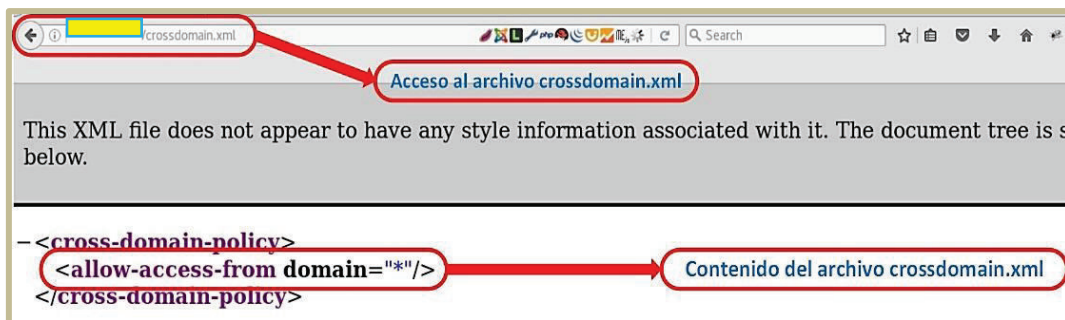 /crossdomain.xml
Search
Acceso al archivo crossdomain.xml
This XML file does not appear to have any style information associated with it. The document tree is s
below.
−<cross-domain-policy>
<allow-access-from domain="*"/>
Contenido del archivo crossdomain.xml
</cross-domain-policy>